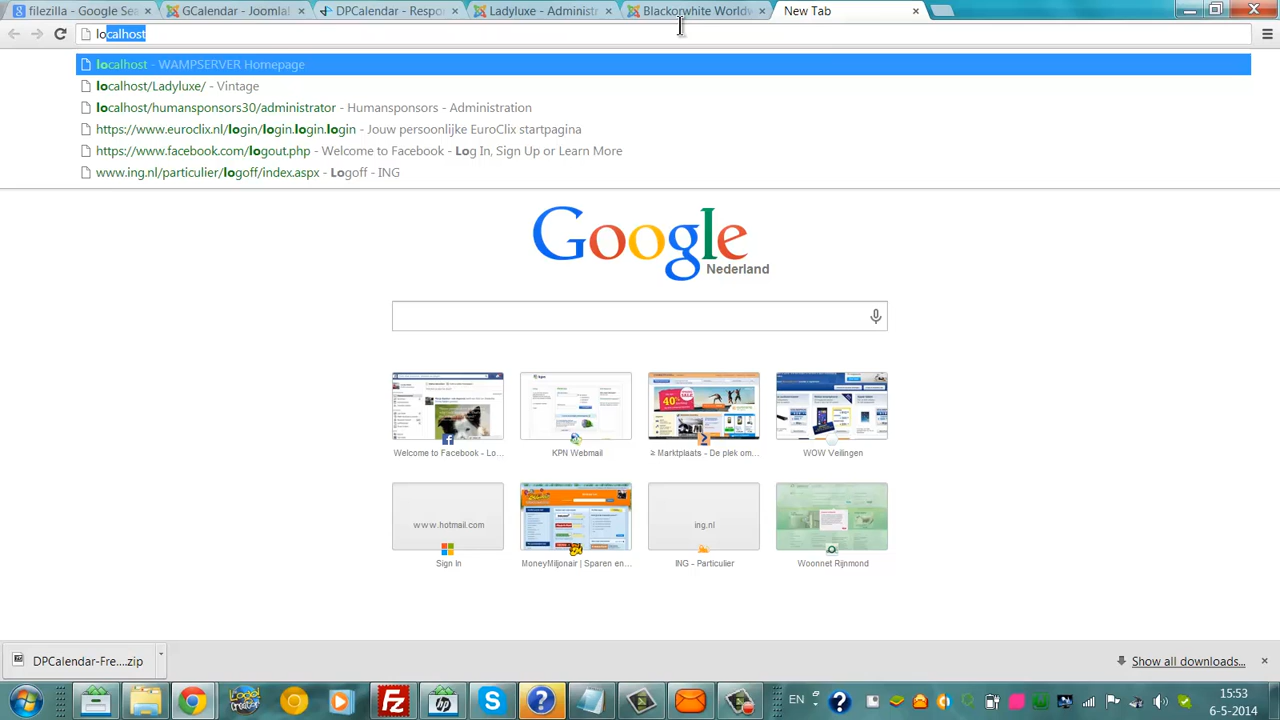 filezilla - Google Sea
GCalendar - Joomla!
DPCalendar - Respon
Ladyluxe - Administr
Blackorwhite Worldw
New Tab
localhost
localhost - WAMPSERVER Homepage
localhost/Ladyluxe/ - Vintage
localhost/humansponsors30/administrator - Humansponsors - Administration
https://www.euroclix.nl/login/login.login.login - Jouw persoonlijke EuroClix startpagina
https://www.facebook.com/logout.php - Welcome to Facebook - Log In, Sign Up or Learn More
www.ing.nl/particulier/logoff/index.aspx - Logoff - ING
Google
Nederland
Welcome to Facebook - Lo...
KPN Webmail
≥ Marktplaats - De plek om...
WOW Veilingen
www.hotmail.com
ing.nl
Sign In
MoneyMiljonair | Sparen en...
ING - Particulier
Woonnet Rijnmond
DPCalendar-Fre....zip
Show all downloads...
EN
15:53
6-5-2014